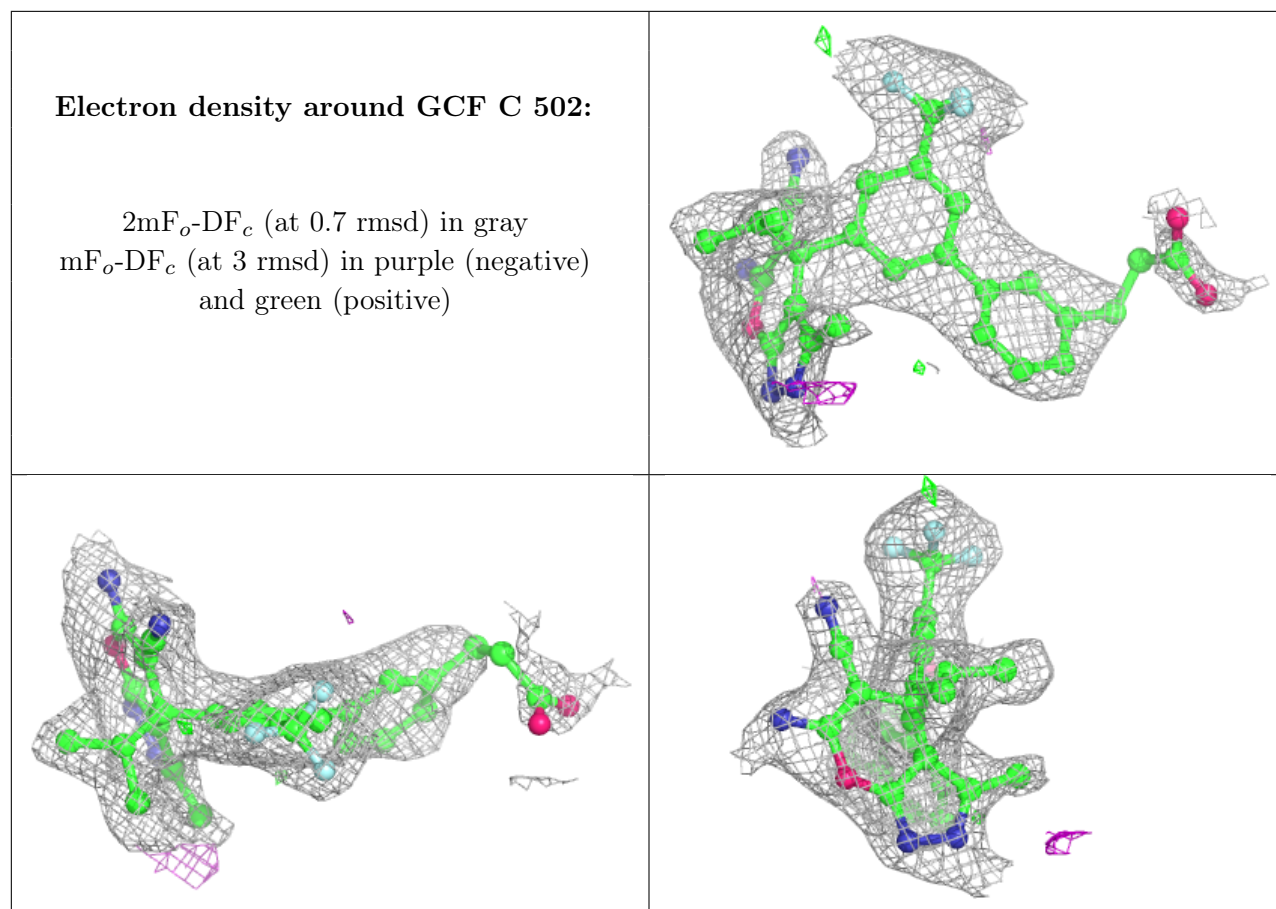 Electron density around GCF C 502:
2mFo-DFc (at 0.7 rmsd) in gray
mFo-DFc (at 3 rmsd) in purple (negative)
and green (positive)